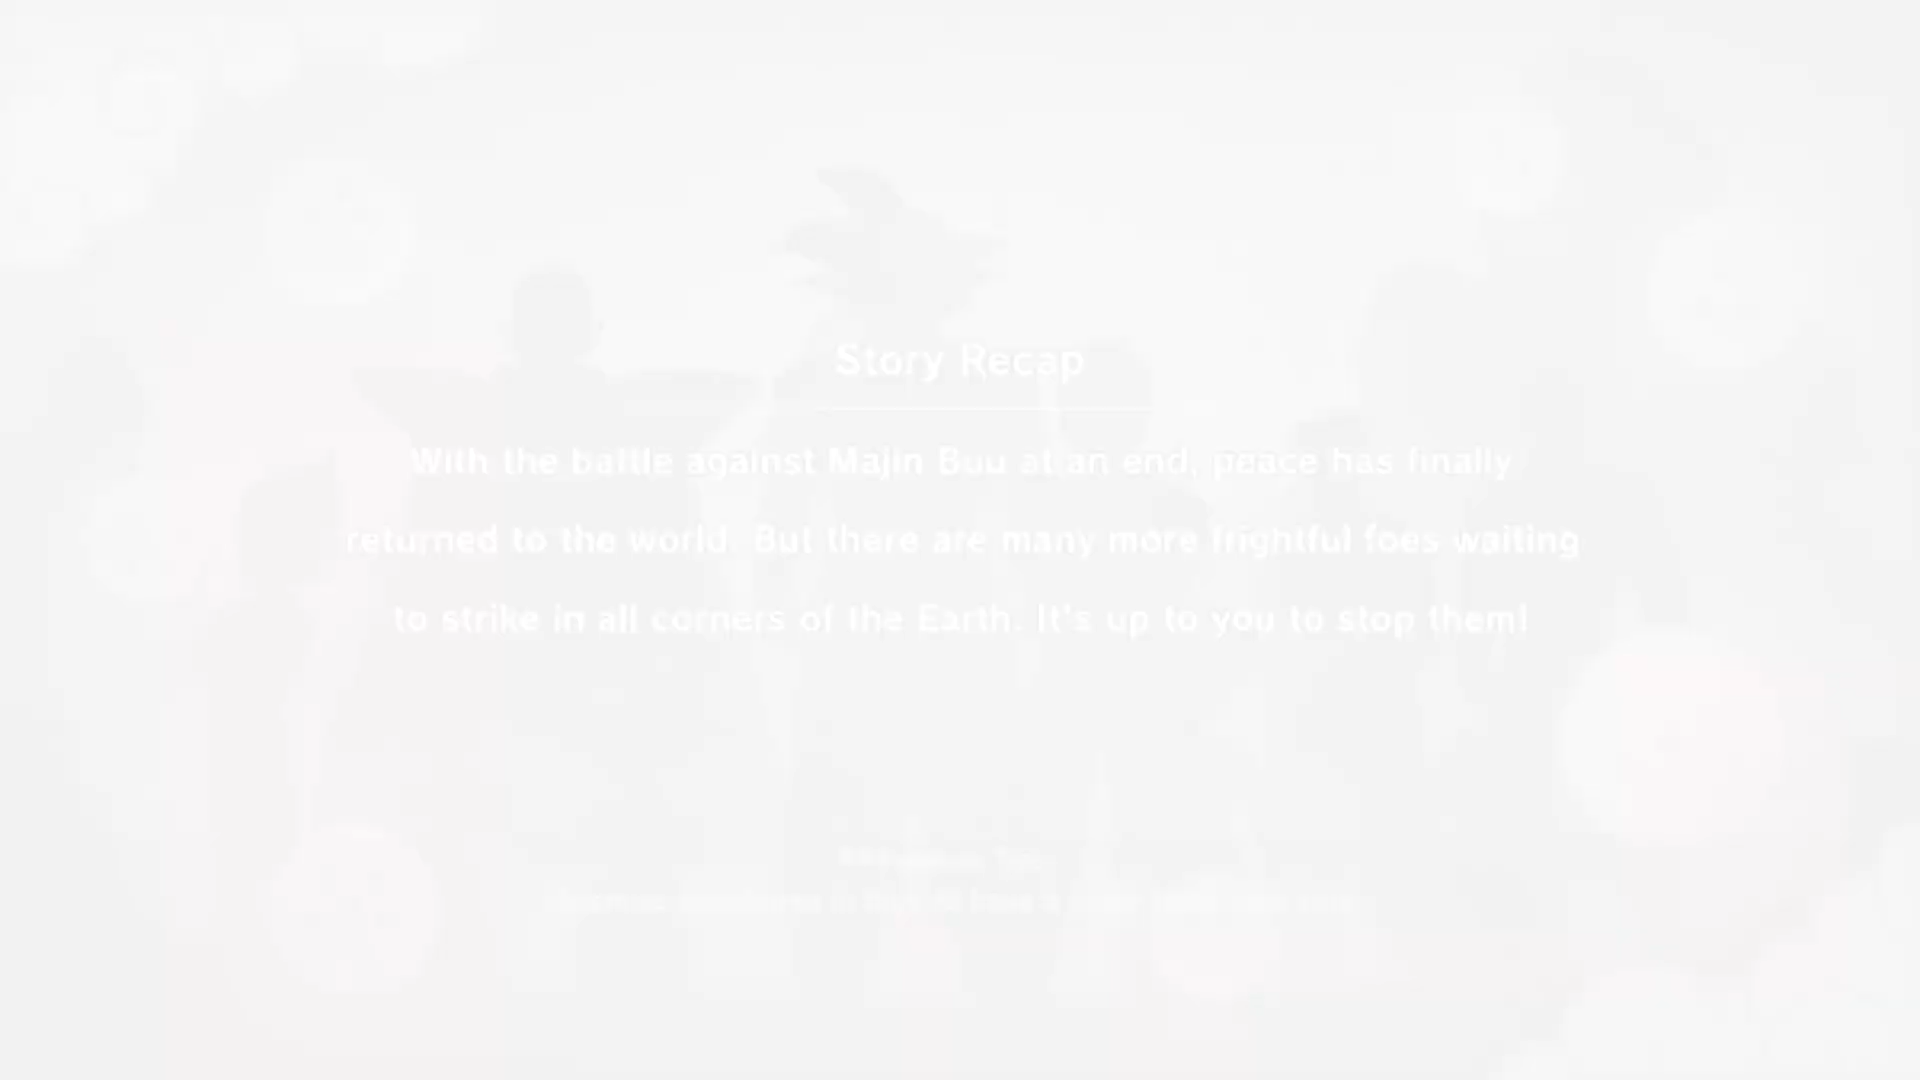 Story Recap
With the battle against Majin Buu at an end, peace has finally
returned to the world. But there are many more frightful foes waiting
to strike in all corners of the Earth. It's up to you to stop them!